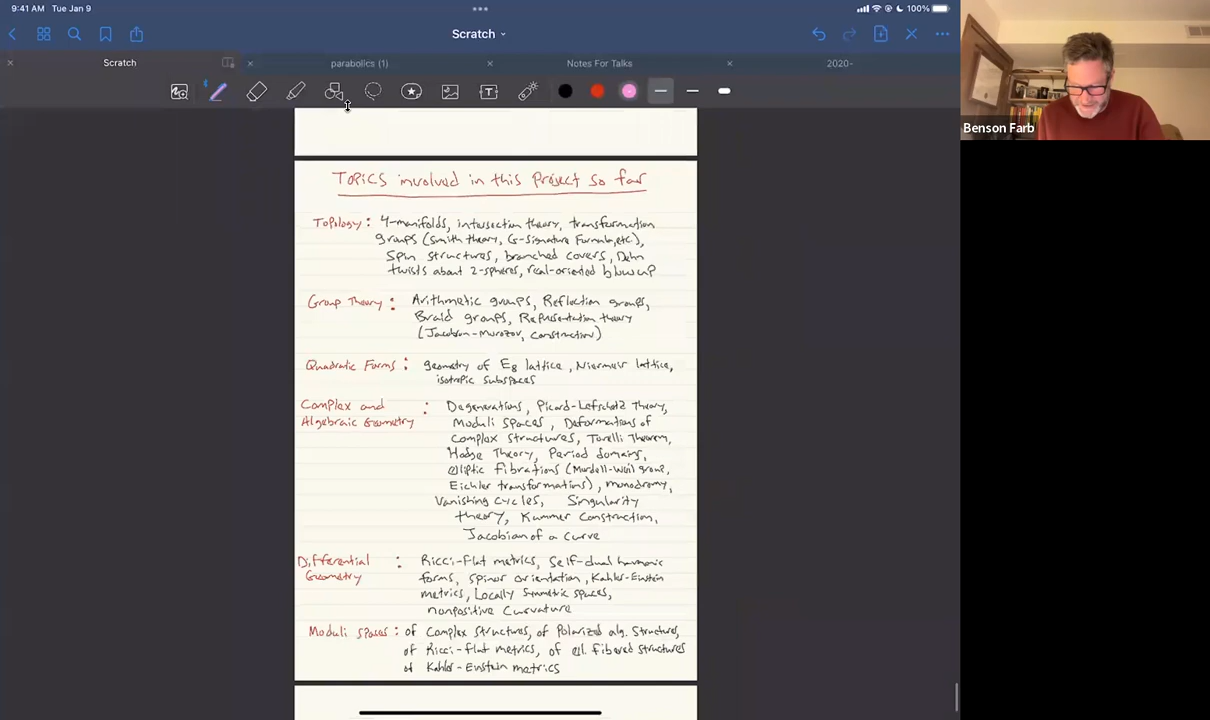 9:41 AM Tue Jan 9
100%
Scratch
Scratch
parabolics (1)
Notes For Talks
2020-
Benson Farb
Topics involved in this Project so far
Topology: 4-manifolds, intersection theory, transformation
groups (Smith theory, G-Signature Formula, etc.),
Spin structures, branched covers, Dehn
twists about 2-spheres, real-oriented blowup
Group Theory: Arithmetic groups, Reflection groups,
Braid groups, Representation theory
(Jacobson-Morozov, construction)
Quadratic Forms: geometry of E8 lattice, Niermeir lattice,
isotropic subspaces
Complex and
Algebraic Geometry
: Degenerations, Picard-Lefschetz Theory,
Moduli spaces, Deformations of
Complex structures, Torelli Theorem,
Hodge Theory, Period domains,
elliptic fibrations (Mordell-Weil group,
Eichler transformations), monodromy,
Vanishing cycles, Singularity
theory, Kummer Construction,
Jacobian of a curve
Differential
Geometry
: Ricci-flat metrics, Self-dual harmonic
forms, Spinor orientation, Kahler-Einstein
metrics, Locally symmetric spaces,
nonpositive Curvature
Moduli spaces: of Complex structures, of Polarized alg. Structures,
of Ricci-flat metrics, of ell. fibered structures
of Kahler-Einstein metrics